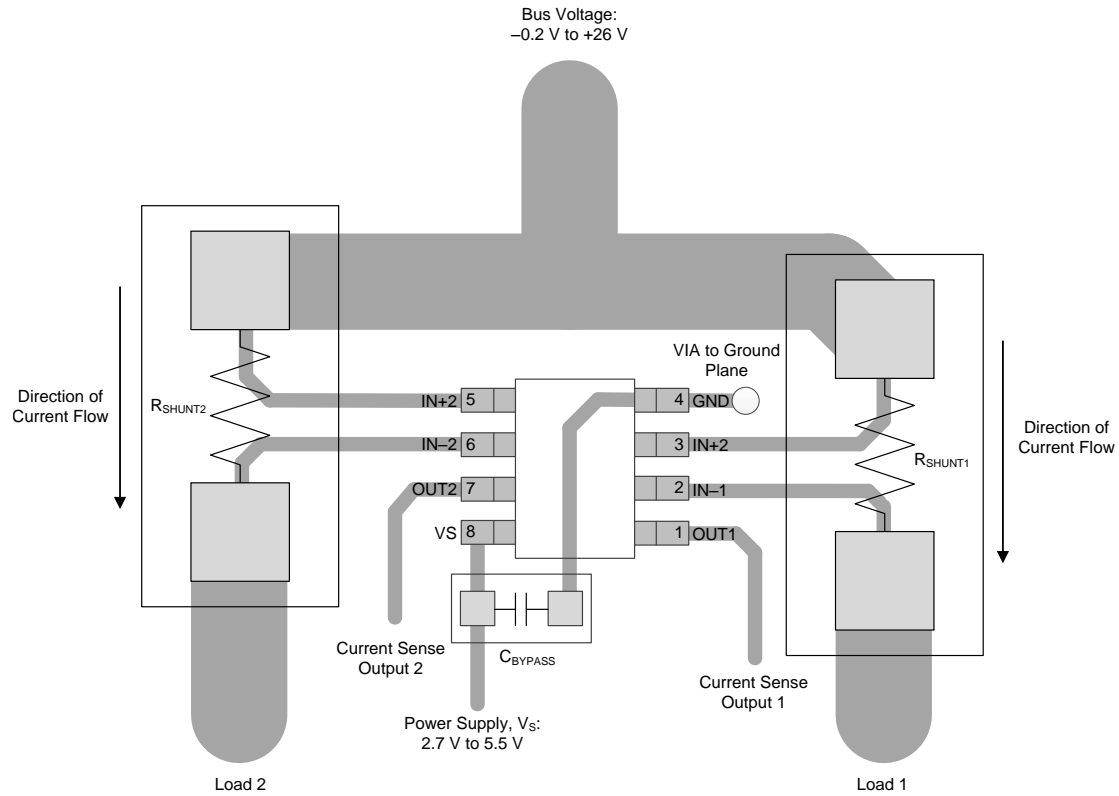 Bus Voltage:
–0.2 V to +26 V
VIA to Ground
Plane
Direction of
Current Flow
RSHUNT2
IN+2 5
4 GND
IN–2 6
3 IN+2
RSHUNT1
Direction of
Current Flow
OUT2 7
2 IN–1
VS 8
1 OUT1
CBYPASS
Current Sense
Output 2
Current Sense
Output 1
Power Supply, VS:
2.7 V to 5.5 V
Load 2
Load 1